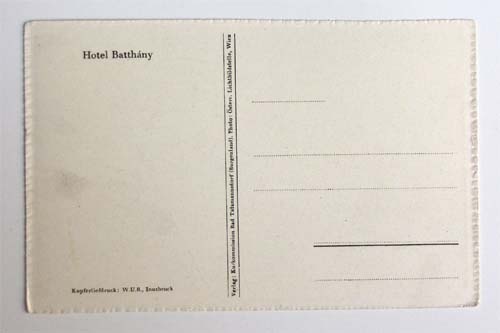 Hotel Batthány
Verlag: Kurkommission Bad Tatzmannsdorf (Burgenland). Photo: Österr. Lichtbildstelle, Wien
Kupfertiefdruck: W.U.B., Innsbruck